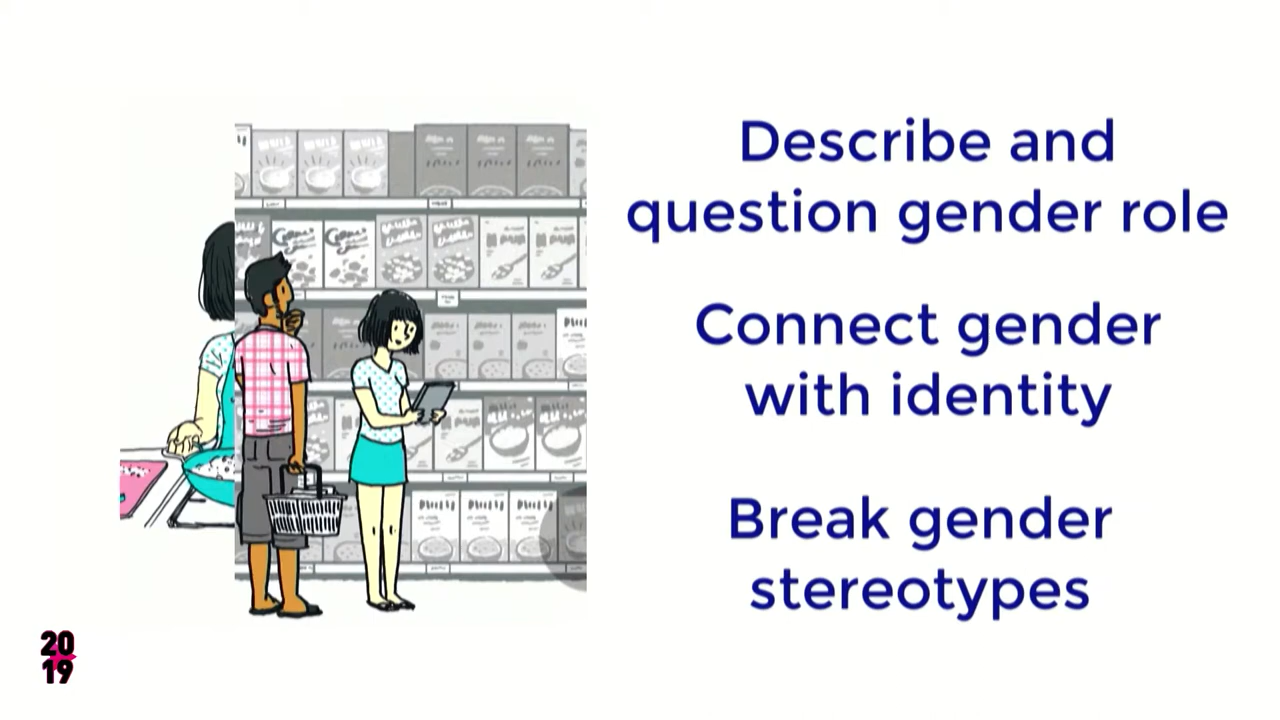 Describe and
question gender role
Connect gender
with identity
Break gender
stereotypes
20
19